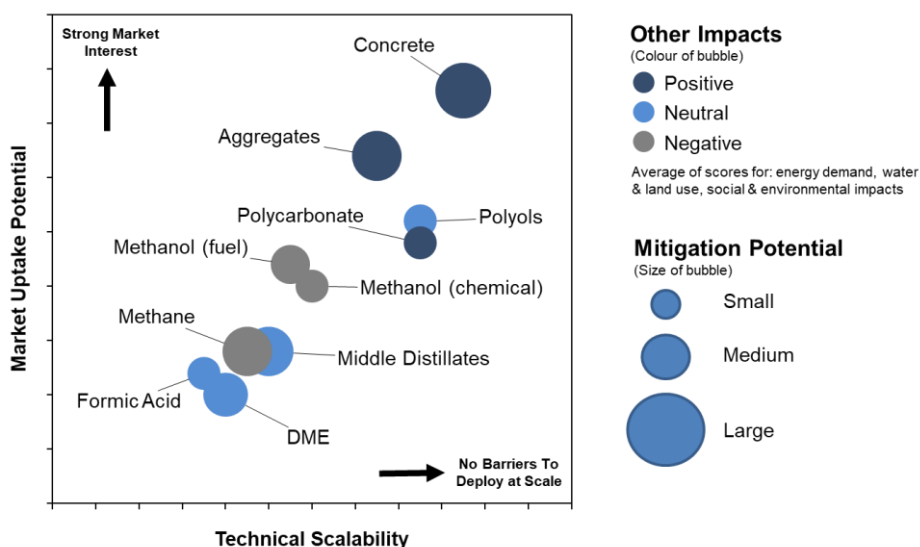 Strong Market
Interest
Concrete
Aggregates
Polycarbonate
Polyols
Methanol (fuel)
Methanol (chemical)
Methane
Middle Distillates
Formic Acid
DME
No Barriers To
Deploy at Scale
Market Uptake Potential
Technical Scalability
Other Impacts
(Colour of bubble)
Positive
Neutral
Negative
Average of scores for: energy demand, water
& land use, social & environmental impacts
Mitigation Potential
(Size of bubble)
Small
Medium
Large